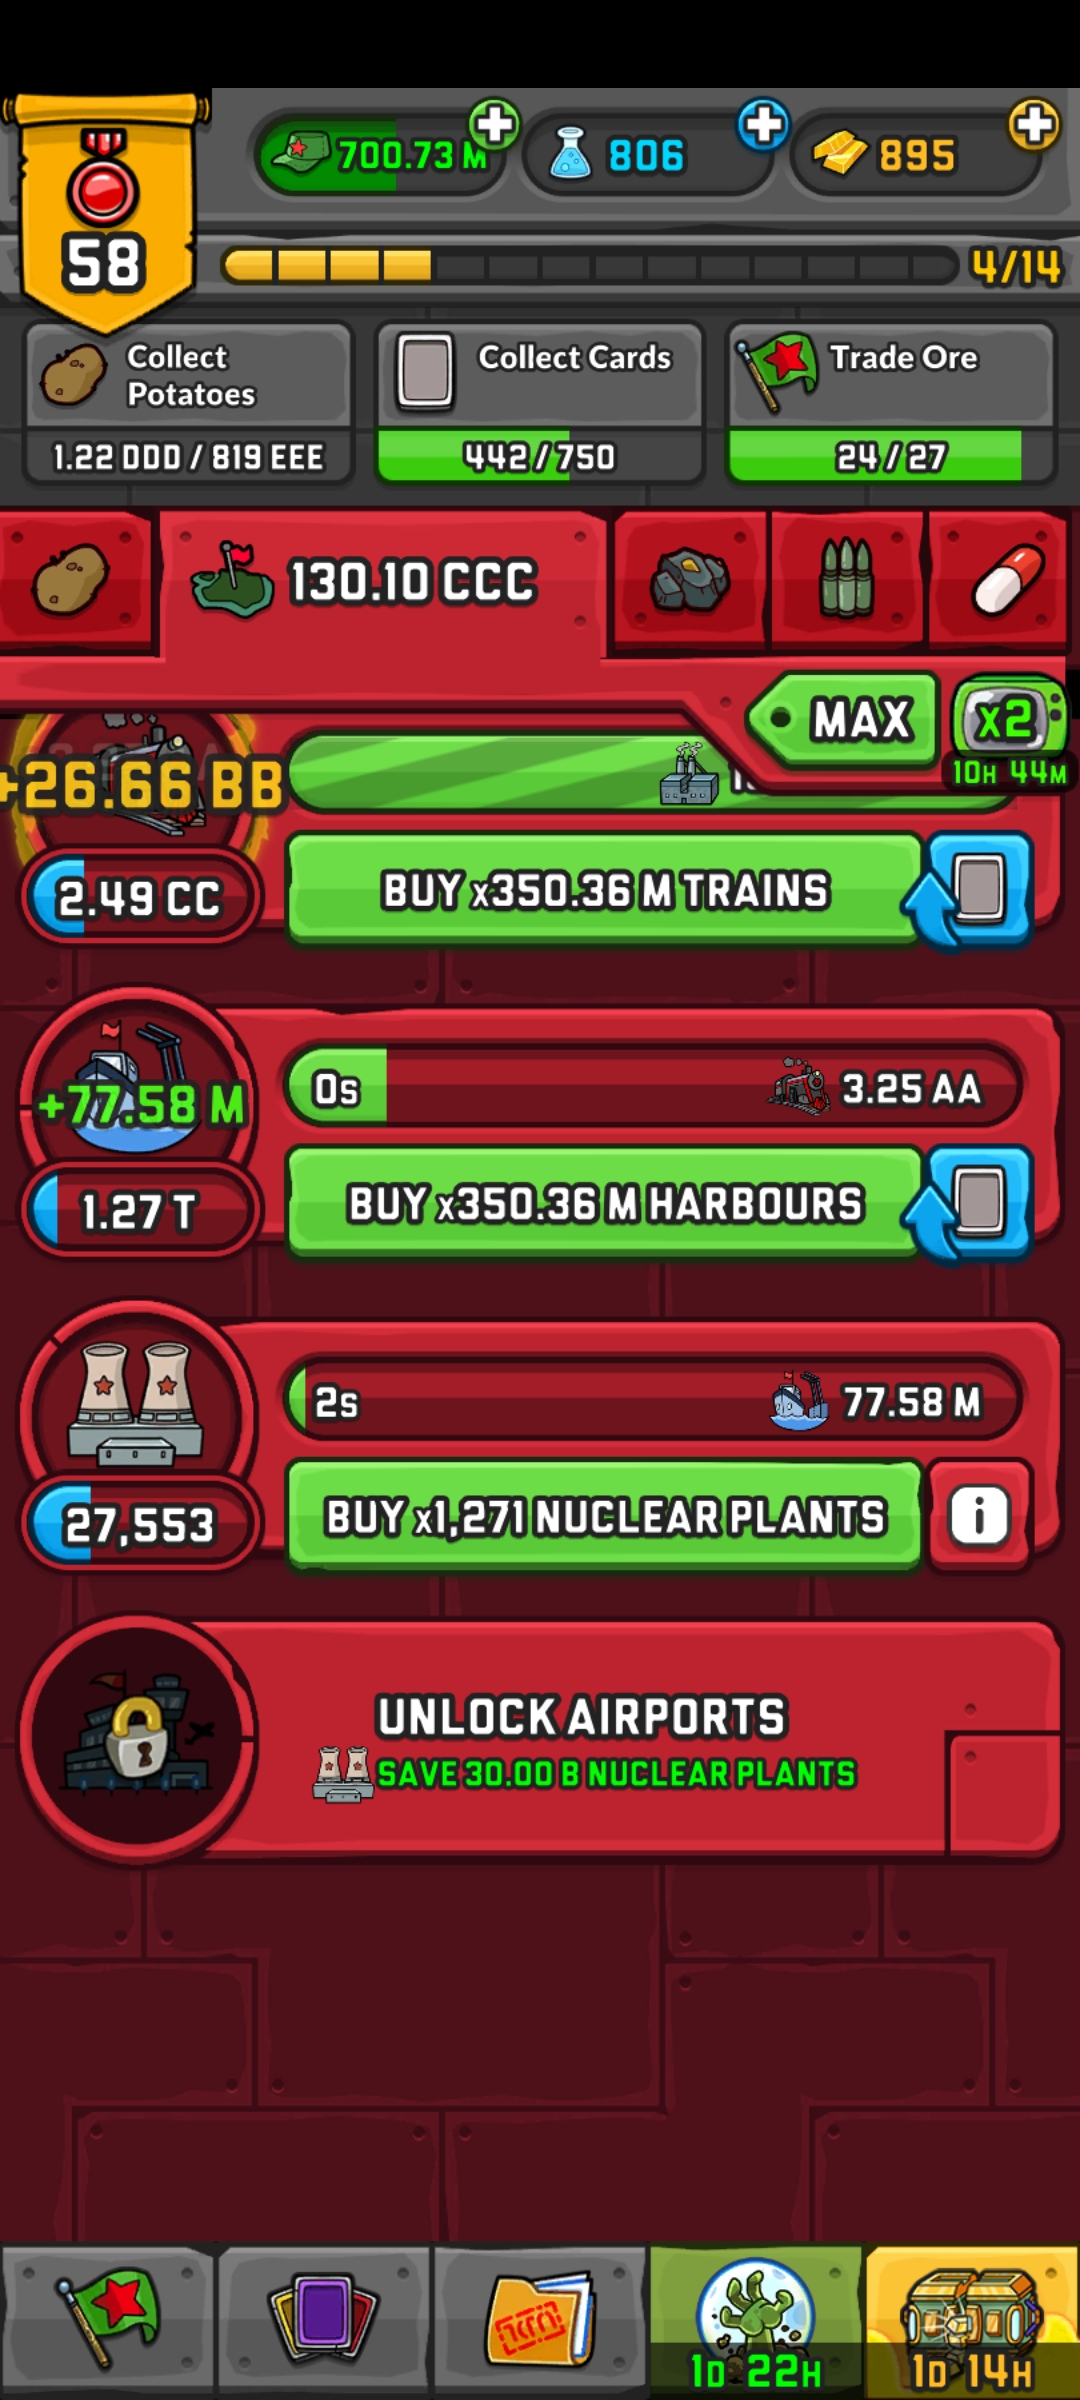 58
700.73 M
806
895
4/14
Collect Potatoes
1.22 DDD / 819 EEE
Collect Cards
442/750
Trade Ore
24/27
130.10 CCC
MAX
x2
10H 44M
+26.66 BB
2.49 CC
BUY x350.36 M TRAINS
+77.58 M
0s
3.25 AA
1.27 T
BUY x350.36 M HARBOURS
2s
77.58 M
27,553
BUY x1,271 NUCLEAR PLANTS
i
UNLOCK AIRPORTS
SAVE 30.00 B NUCLEAR PLANTS
1D 22H
1D 14H